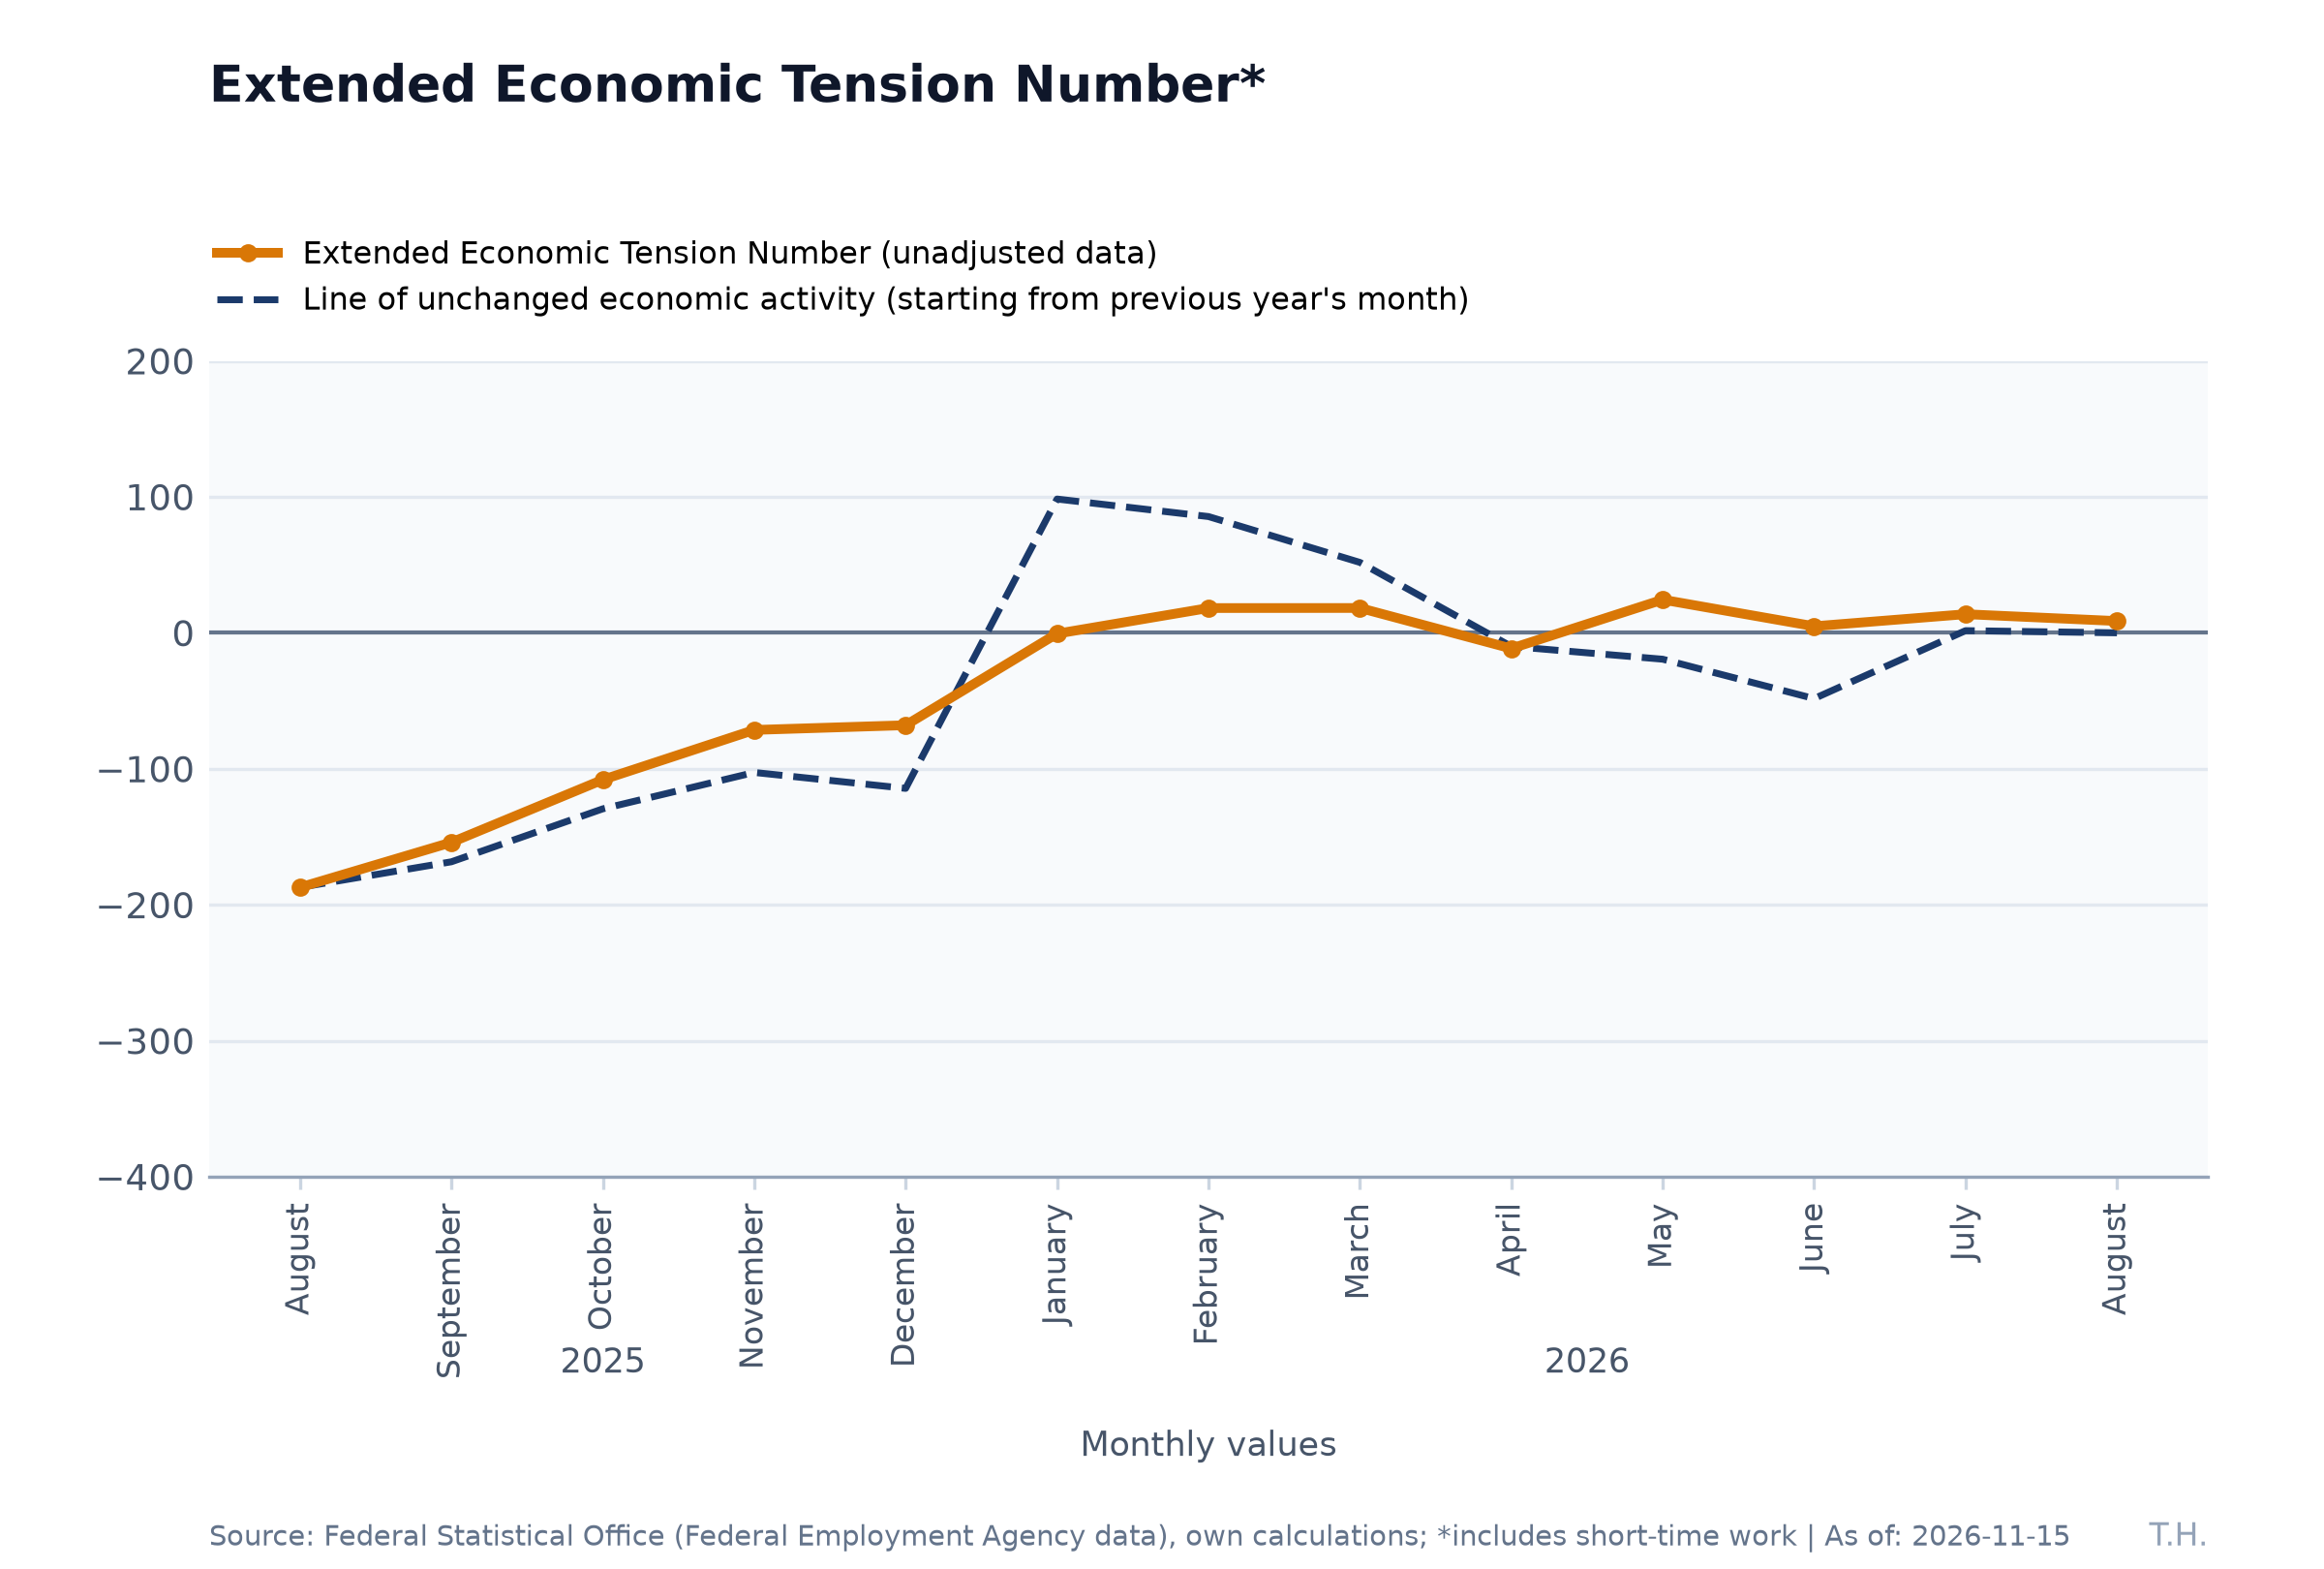 Extended Economic Tension Number*
Extended Economic Tension Number (unadjusted data)
Line of unchanged economic activity (starting from previous year's month)
200
100
0
−100
−200
−300
−400
August
September
October
November
December
January
February
March
April
May
June
July
August
2025
2026
Monthly values
Source: Federal Statistical Office (Federal Employment Agency data), own calculations; *includes short-time work | As of: 2026-11-15
T.H.